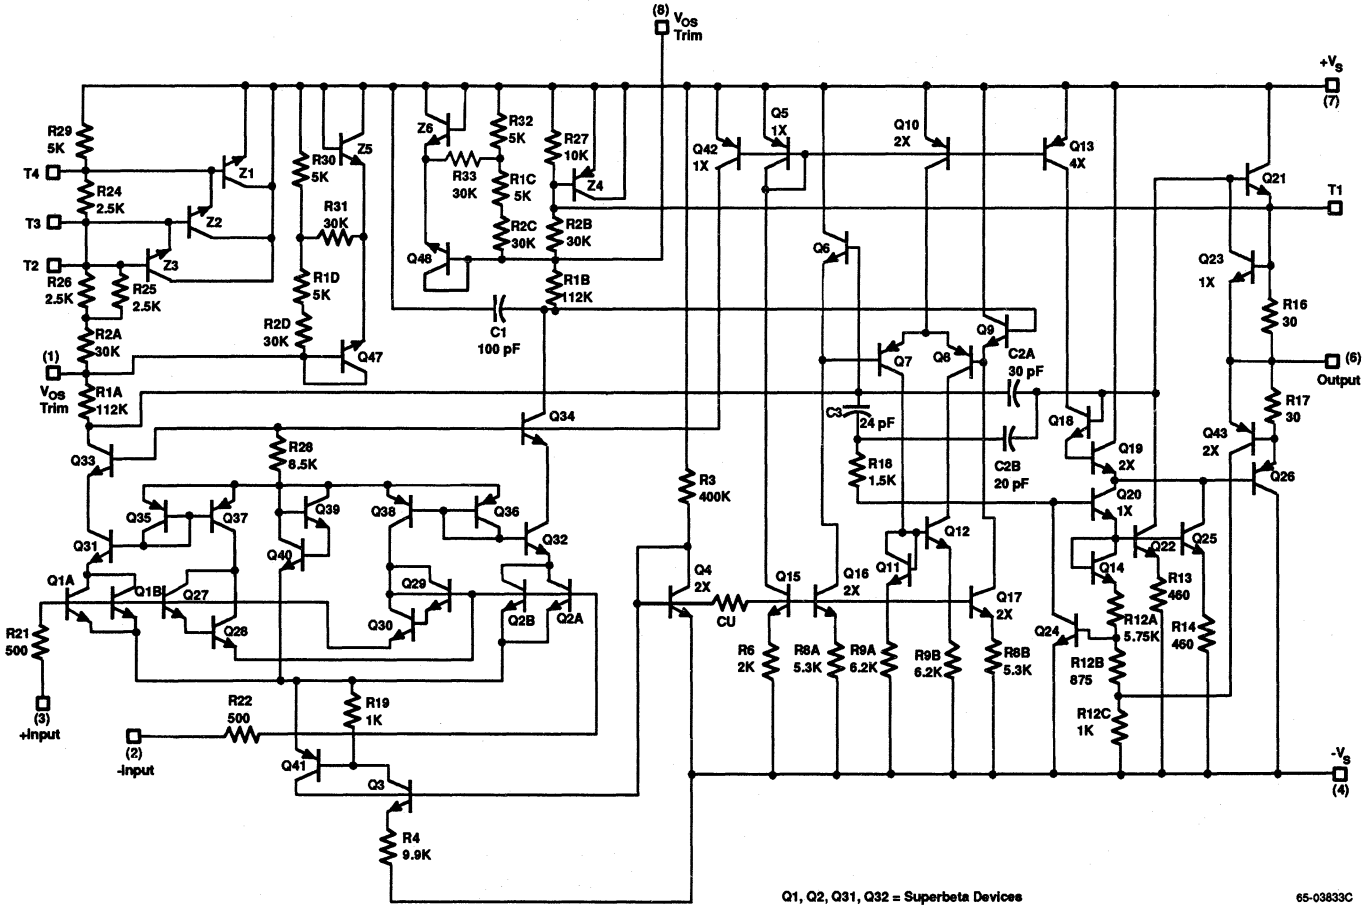 (8)
V_OS
Trim
+V_S
(7)
R29
5K
T4
R24
2.5K
T3
T2
R26
2.5K
R25
2.5K
R2A
30K
(1)
V_OS
Trim
R1A
112K
Z1
Z2
Z3
R30
5K
Z5
R31
30K
R1D
5K
R2D
30K
Q47
Z6
R32
5K
R33
30K
R1C
5K
R2C
30K
Q48
R27
10K
Z4
R2B
30K
R1B
112K
C1
100 pF
Q42
1X
Q5
1X
Q10
2X
Q13
4X
Q21
T1
Q6
Q23
1X
R16
30
Q7
Q8
Q9
C2A
30 pF
(6)
Output
R17
30
C3
24 pF
C2B
20 pF
Q18
Q19
2X
Q43
2X
Q26
R18
1.5K
Q20
1X
Q33
R28
8.5K
Q34
R3
400K
Q35
Q37
Q39
Q38
Q36
Q31
Q40
Q32
Q12
Q11
Q14
Q22
Q25
Q1A
Q1B
Q27
Q28
Q29
Q30
Q2B
Q2A
Q4
2X
CU
Q15
Q16
2X
Q17
2X
R13
460
R14
460
R21
500
R6
2K
R8A
5.3K
R9A
6.2K
R9B
6.2K
R8B
5.3K
Q24
R12A
5.75K
R12B
875
R12C
1K
(3)
+Input
R22
500
R19
1K
(2)
-Input
Q41
Q3
R4
9.9K
-V_S
(4)
Q1, Q2, Q31, Q32 = Superbeta Devices
65-03833C